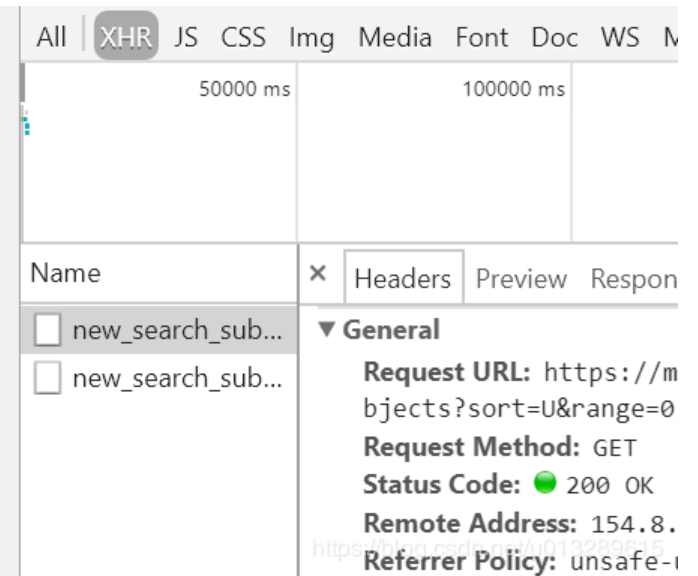 All XHR JS CSS Img Media Font Doc WS
50000 ms 100000 ms
Name
× Headers Preview Respon
new_search_sub...
new_search_sub...
▼ General
Request URL: https://m
bjects?sort=U&range=0,
Request Method: GET
Status Code: 200 OK
Remote Address: 154.8.
https://blog.csdn.net/u013289615
Referrer Policy: unsafe-u